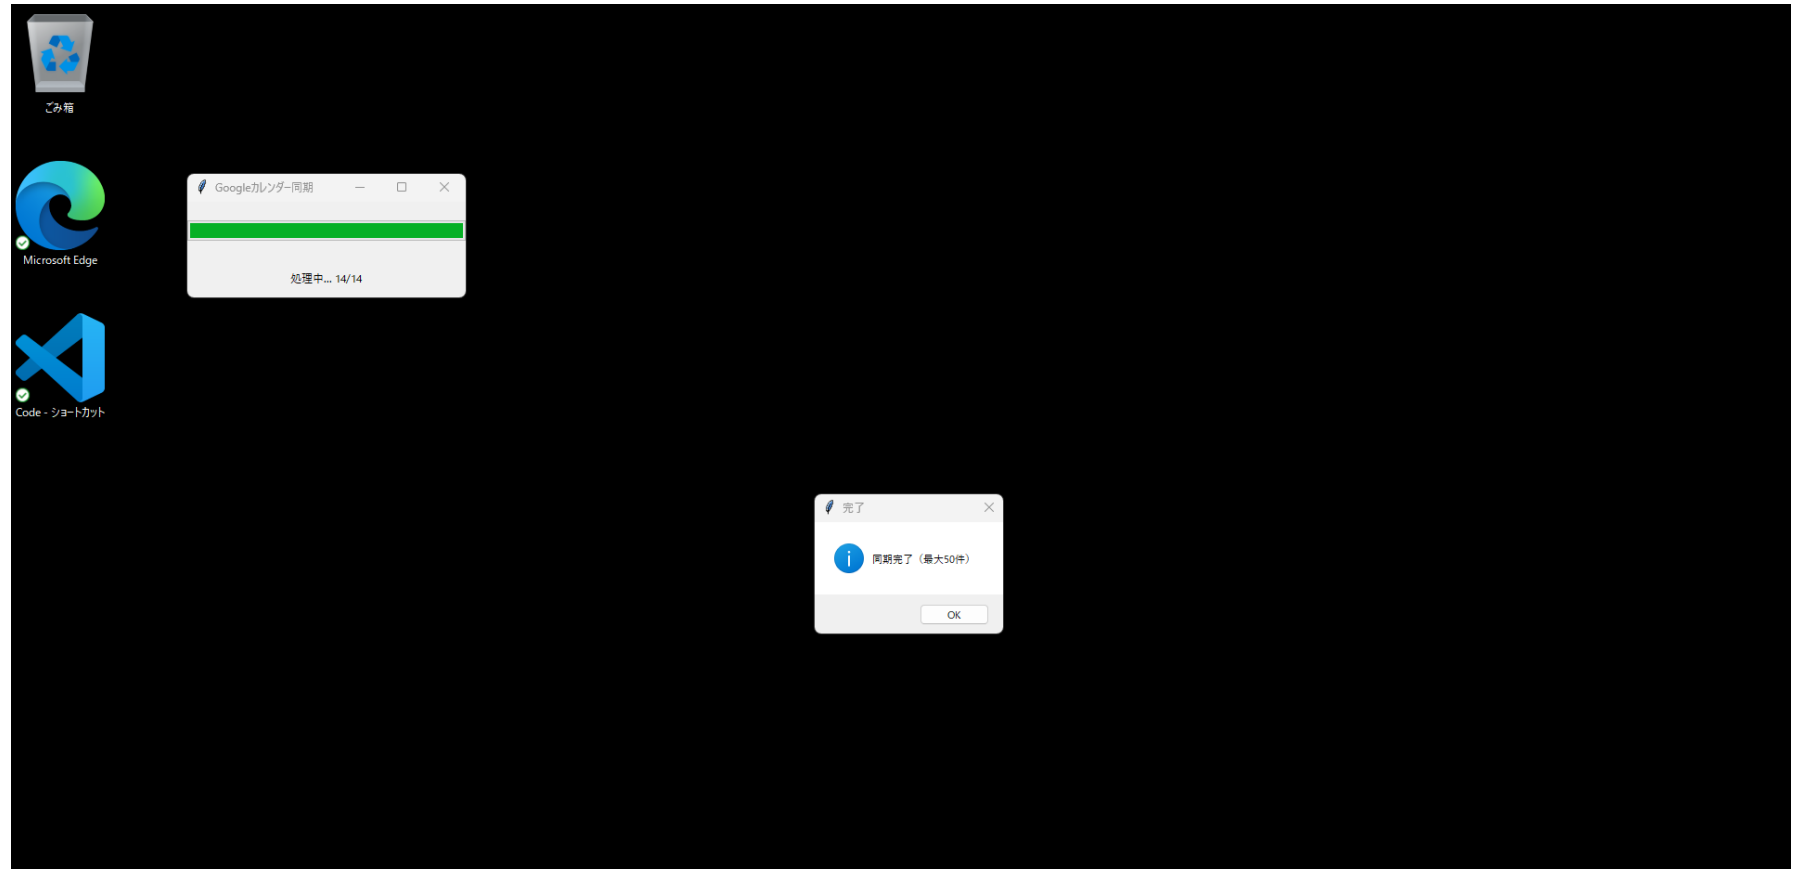 ごみ箱
Microsoft Edge
Code - ショートカット
Googleカレンダー同期
処理中... 14/14
完了
同期完了（最大50件）
OK